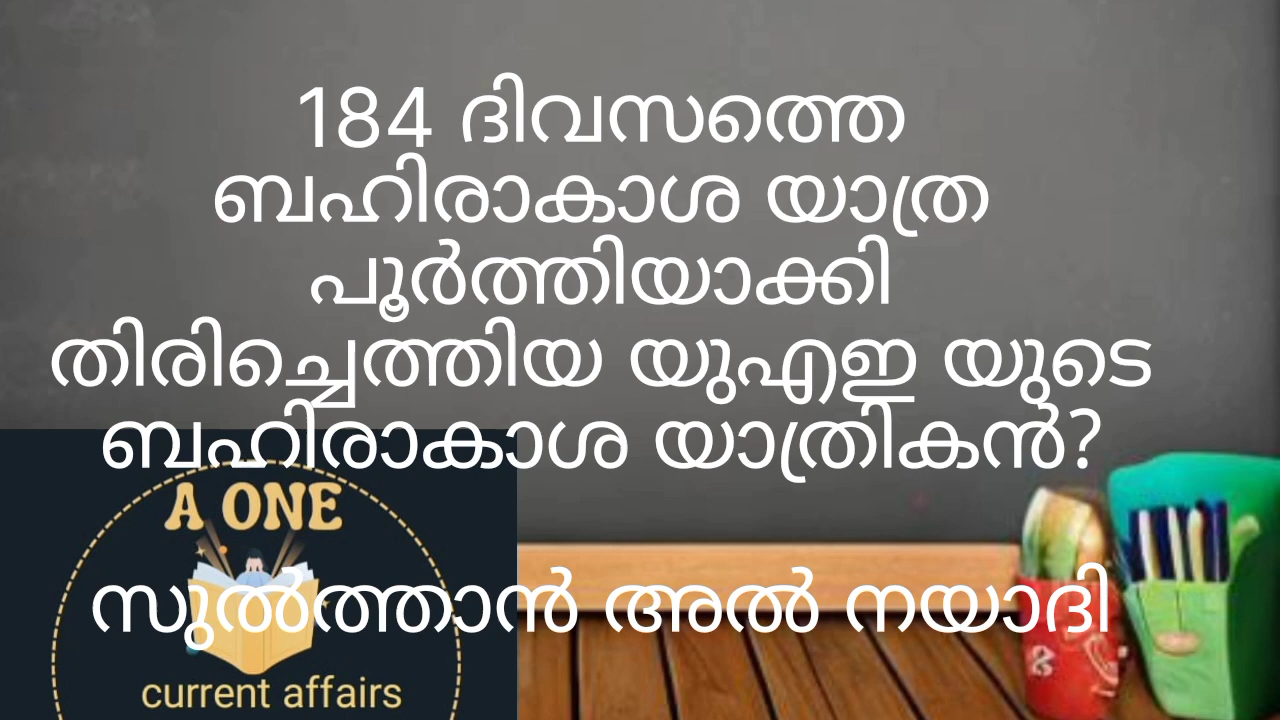 184 ദിവസത്തെ
ബഹിരാകാശ യാത്ര
പൂർത്തിയാക്കി
തിരിച്ചെത്തിയ യുഎഇ യുടെ
ബഹിരാകാശ യാത്രികൻ?
A ONE
സുൽത്താൻ അൽ നയാദി
current affairs